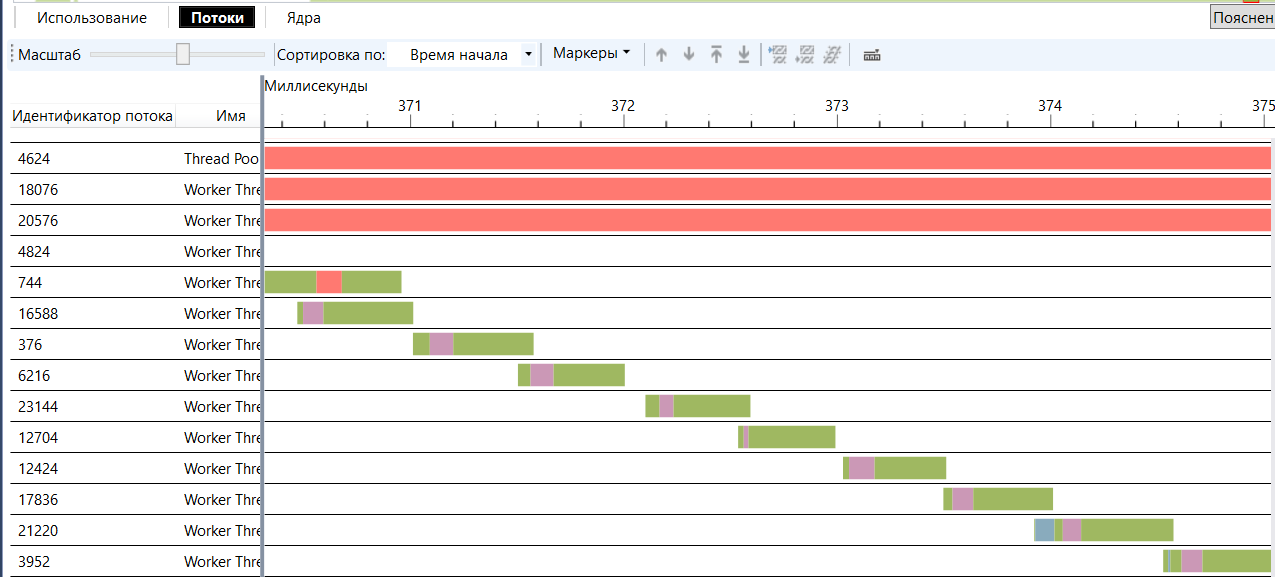 Использование Потоки Ядра Пояснен
Масштаб Сортировка по: Время начала Маркеры
Миллисекунды
371 372 373 374 375
Идентификатор потока Имя
4624 Thread Poo
18076 Worker Thre
20576 Worker Thre
4824 Worker Thre
744 Worker Thre
16588 Worker Thre
376 Worker Thre
6216 Worker Thre
23144 Worker Thre
12704 Worker Thre
12424 Worker Thre
17836 Worker Thre
21220 Worker Thre
3952 Worker Thre